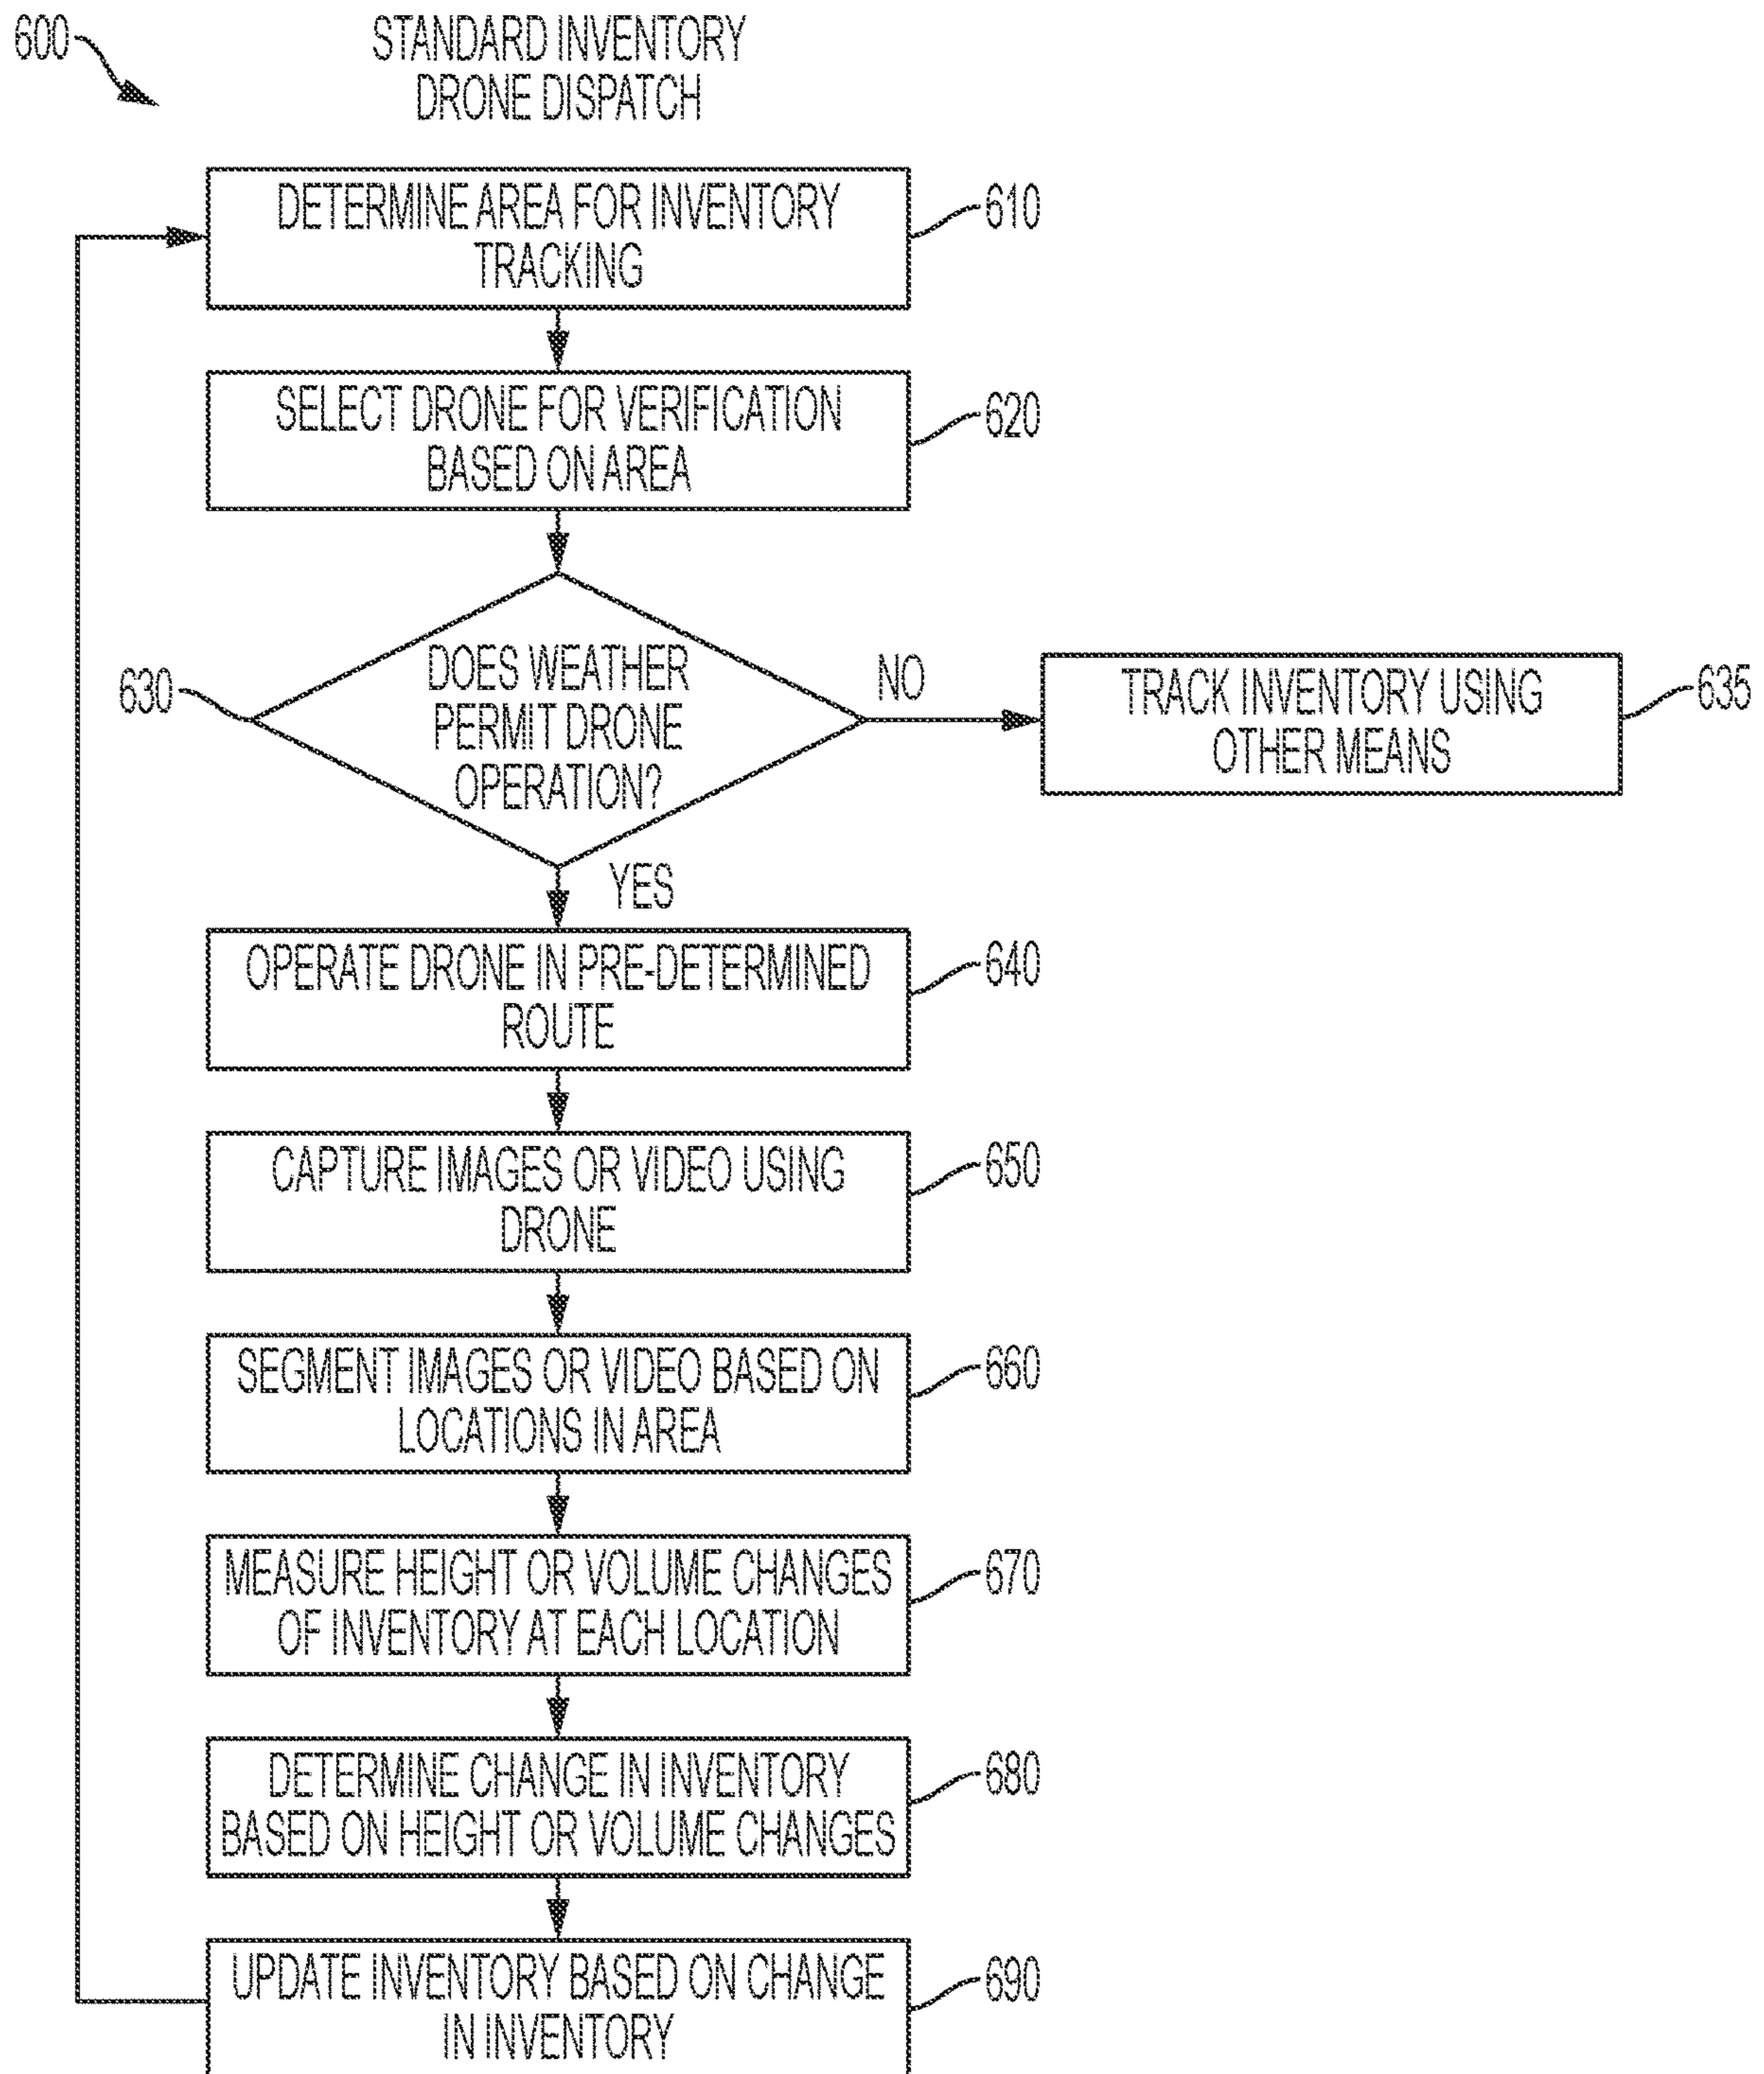 600
STANDARD INVENTORY
DRONE DISPATCH
DETERMINE AREA FOR INVENTORY
TRACKING
610
SELECT DRONE FOR VERIFICATION
BASED ON AREA
620
630
DOES WEATHER
PERMIT DRONE
OPERATION?
NO
TRACK INVENTORY USING
OTHER MEANS
635
YES
OPERATE DRONE IN PRE-DETERMINED
ROUTE
640
CAPTURE IMAGES OR VIDEO USING
DRONE
650
SEGMENT IMAGES OR VIDEO BASED ON
LOCATIONS IN AREA
660
MEASURE HEIGHT OR VOLUME CHANGES
OF INVENTORY AT EACH LOCATION
670
DETERMINE CHANGE IN INVENTORY
BASED ON HEIGHT OR VOLUME CHANGES
680
UPDATE INVENTORY BASED ON CHANGE
IN INVENTORY
690